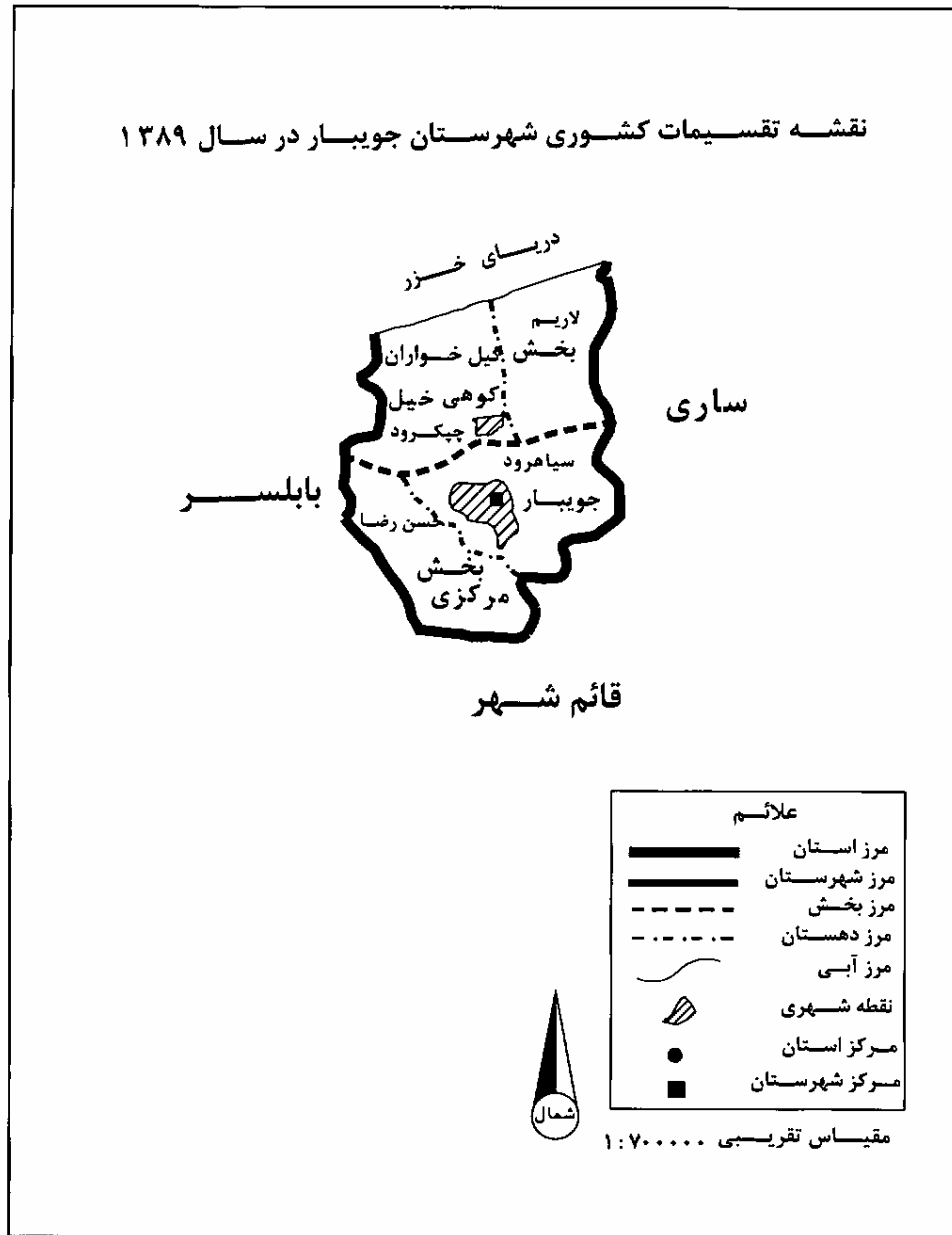 نقشه تقسیمات کشوری شهرستان جویبار در سال ۱۳۸۹
دریای خزر
لاریم
بخش
گیل خواران
کوهی خیل
چپکرود
ساری
سیاهرود
جویبار
بابلسر
حسن رضا
بخش
مرکزی
قائم شهر
علائم
مرز استان
مرز شهرستان
مرز بخش
مرز دهستان
مرز آبی
نقطه شهری
مرکز استان
مرکز شهرستان
شمال
مقیاس تقریبی ۱:۷۰۰۰۰۰